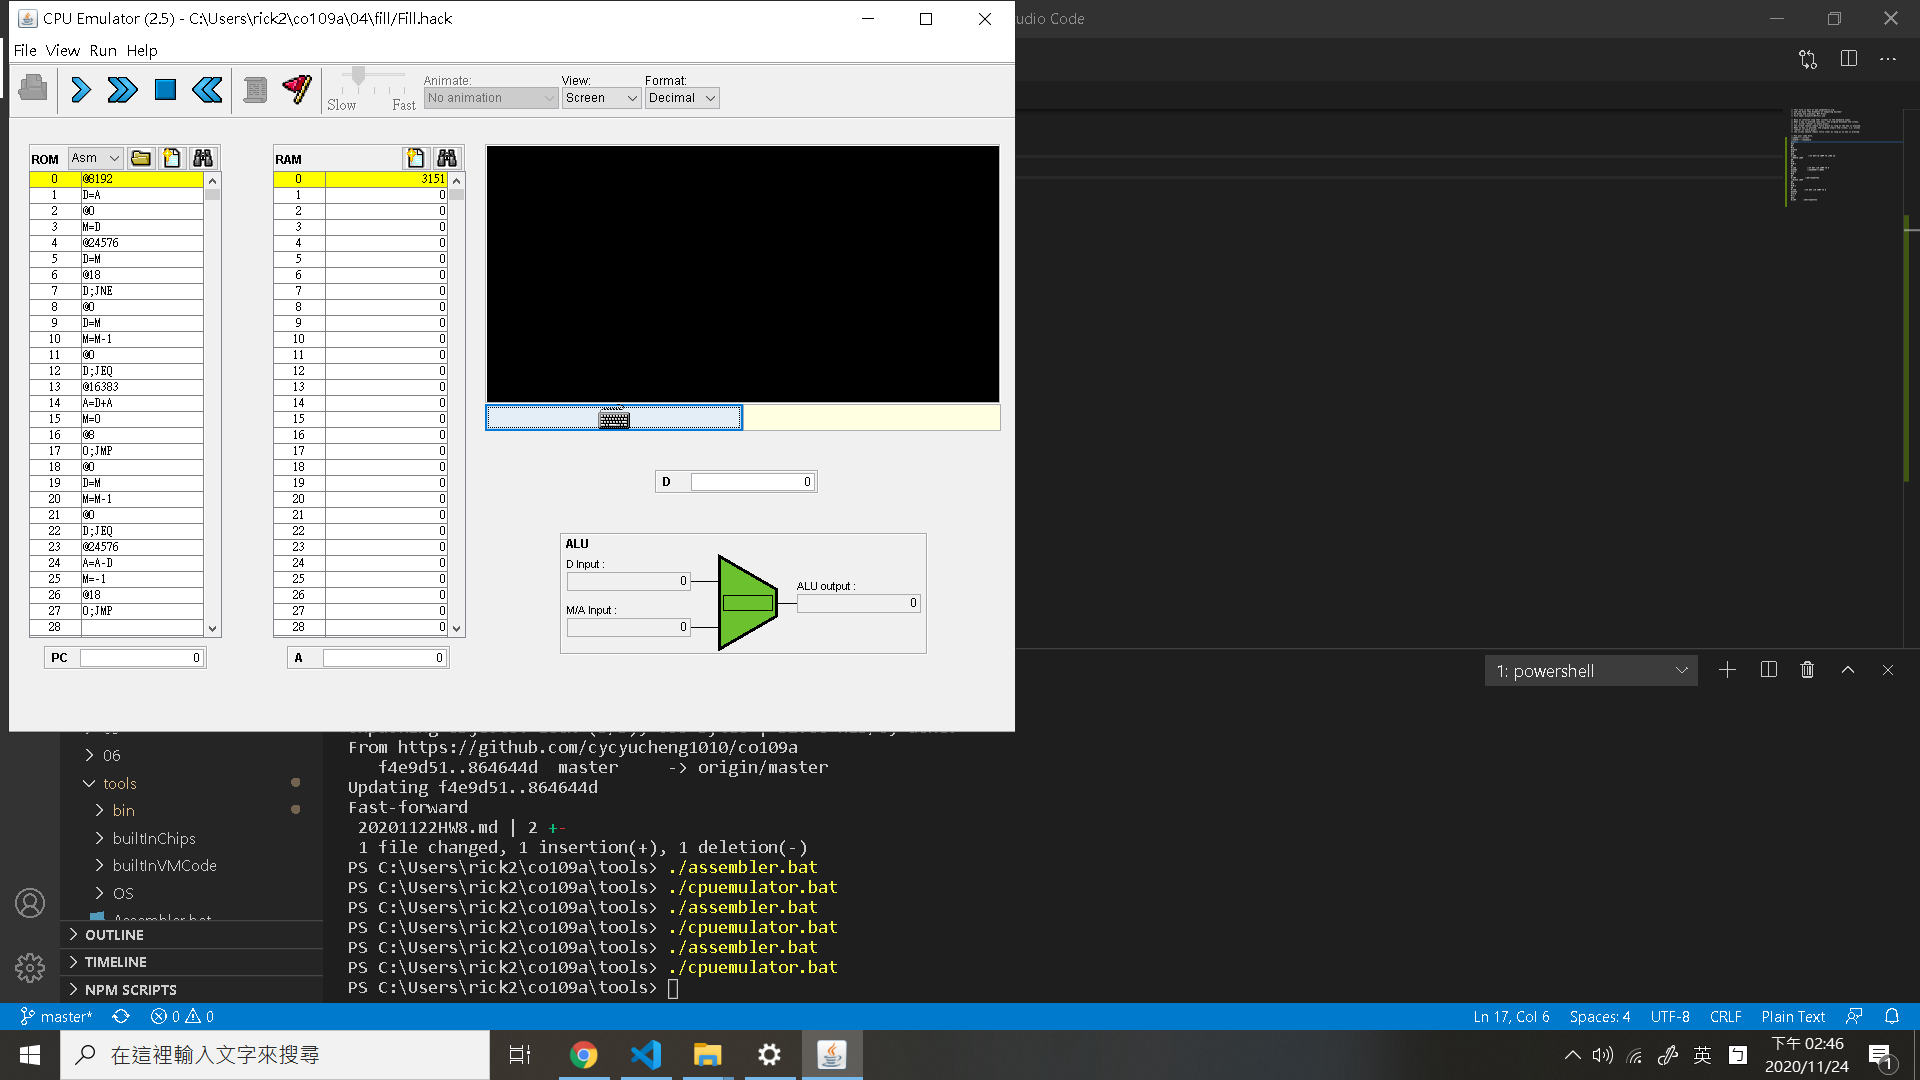 CPU Emulator (2.5) - C:\Users\rick2\co109a\04\fill/Fill.hack
udio Code
File View Run Help
Slow Fast
Animate:
No animation
View:
Screen
Format:
Decimal
ROM Asm
0 @8192
1 D=A
2 @0
3 M=D
4 @24576
5 D=M
6 @18
7 D;JNE
8 @0
9 D=M
10 M=M-1
11 @0
12 D;JEQ
13 @16383
14 A=D+A
15 M=0
16 @8
17 0;JMP
18 @0
19 D=M
20 M=M-1
21 @0
22 D;JEQ
23 @24576
24 A=A-D
25 M=-1
26 @18
27 0;JMP
28
PC 0
RAM
0 3151
1 0
2 0
3 0
4 0
5 0
6 0
7 0
8 0
9 0
10 0
11 0
12 0
13 0
14 0
15 0
16 0
17 0
18 0
19 0
20 0
21 0
22 0
23 0
24 0
25 0
26 0
27 0
28 0
A 0
D 0
ALU
D Input :
0
M/A Input :
0
ALU output :
0
1: powershell
06
tools
bin
builtInChips
builtInVMCode
OS
Assembler.bat
OUTLINE
TIMELINE
NPM SCRIPTS
From https://github.com/cycyucheng1010/co109a
f4e9d51..864644d master -> origin/master
Updating f4e9d51..864644d
Fast-forward
20201122HW8.md | 2 +-
1 file changed, 1 insertion(+), 1 deletion(-)
PS C:\Users\rick2\co109a\tools> ./assembler.bat
PS C:\Users\rick2\co109a\tools> ./cpuemulator.bat
PS C:\Users\rick2\co109a\tools> ./assembler.bat
PS C:\Users\rick2\co109a\tools> ./cpuemulator.bat
PS C:\Users\rick2\co109a\tools> ./assembler.bat
PS C:\Users\rick2\co109a\tools> ./cpuemulator.bat
PS C:\Users\rick2\co109a\tools>
master* 0 0
Ln 17, Col 6 Spaces: 4 UTF-8 CRLF Plain Text
在這裡輸入文字來搜尋
英
下午 02:46
2020/11/24
1